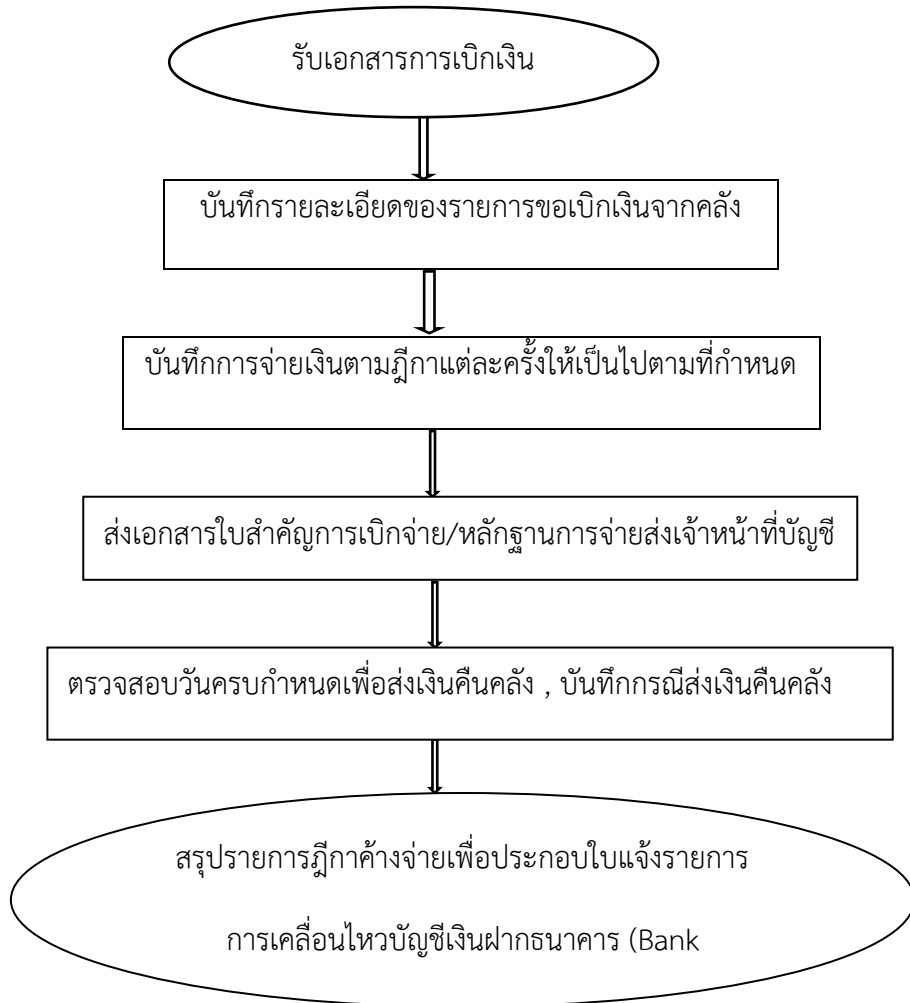 รับเอกสารการเบิกเงิน
บันทึกรายละเอียดของรายการขอเบิกเงินจากคลัง
บันทึกการจ่ายเงินตามฎีกาแต่ละครั้งให้เป็นไปตามที่กำหนด
ส่งเอกสารใบสำคัญการเบิกจ่าย/หลักฐานการจ่ายส่งเจ้าหน้าที่บัญชี
ตรวจสอบวันครบกำหนดเพื่อส่งเงินคืนคลัง , บันทึกกรณีส่งเงินคืนคลัง
สรุปรายการฎีกาค้างจ่ายเพื่อประกอบใบแจ้งรายการ
การเคลื่อนไหวบัญชีเงินฝากธนาคาร (Bank